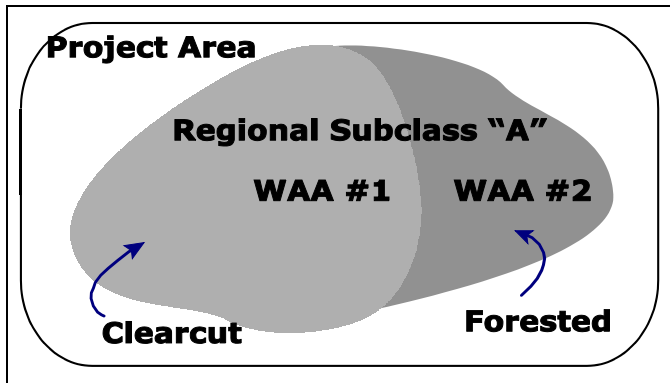 Project Area
Regional Subclass “A”
WAA #1 WAA #2
Clearcut
Forested